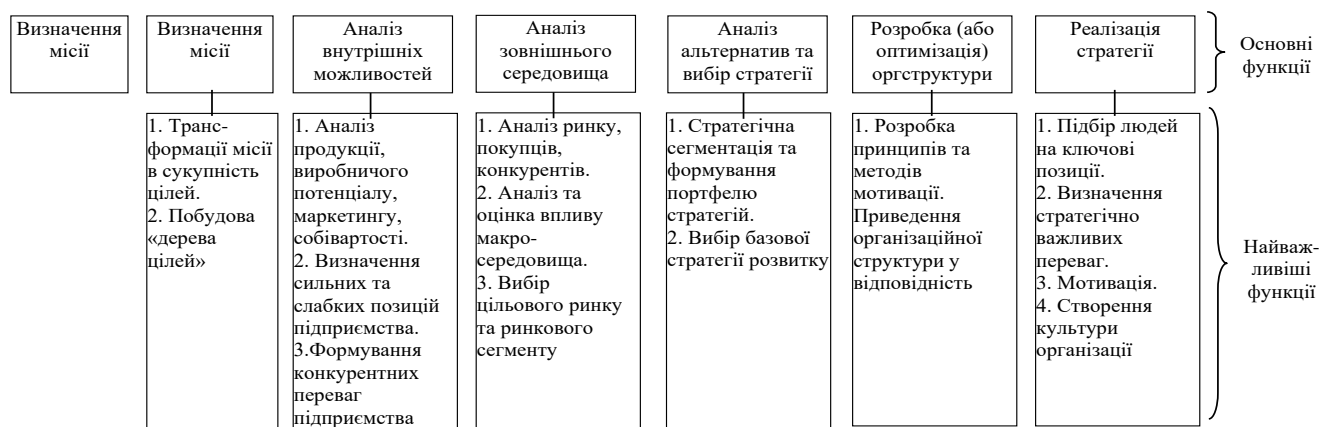 Визначення
місії
Визначення
місії
Аналіз
внутрішніх
можливостей
Аналіз
зовнішнього
середовища
Аналіз
альтернатив та
вибір стратегії
Розробка (або
оптимізація)
оргструктури
Реалізація
стратегії
Основні
функції
1. Транс-
формації місії
в сукупність
цілей.
2. Побудова
«дерева
цілей»
1. Аналіз
продукції,
виробничого
потенціалу,
маркетингу,
собівартості.
2. Визначення
сильних та
слабких позицій
підприємства.
3.Формування
конкурентних
переваг
підприємства
1. Аналіз ринку,
покупців,
конкурентів.
2. Аналіз та
оцінка впливу
макро-
середовища.
3. Вибір
цільового ринку
та ринкового
сегменту
1. Стратегічна
сегментація та
формування
портфелю
стратегій.
2. Вибір базової
стратегії розвитку
1. Розробка
принципів та
методів
мотивації.
Приведення
організаційної
структури у
відповідність
1. Підбір людей
на ключові
позиції.
2. Визначення
стратегічно
важливих
переваг.
3. Мотивація.
4. Створення
культури
організації
Найваж-
ливіші
функції